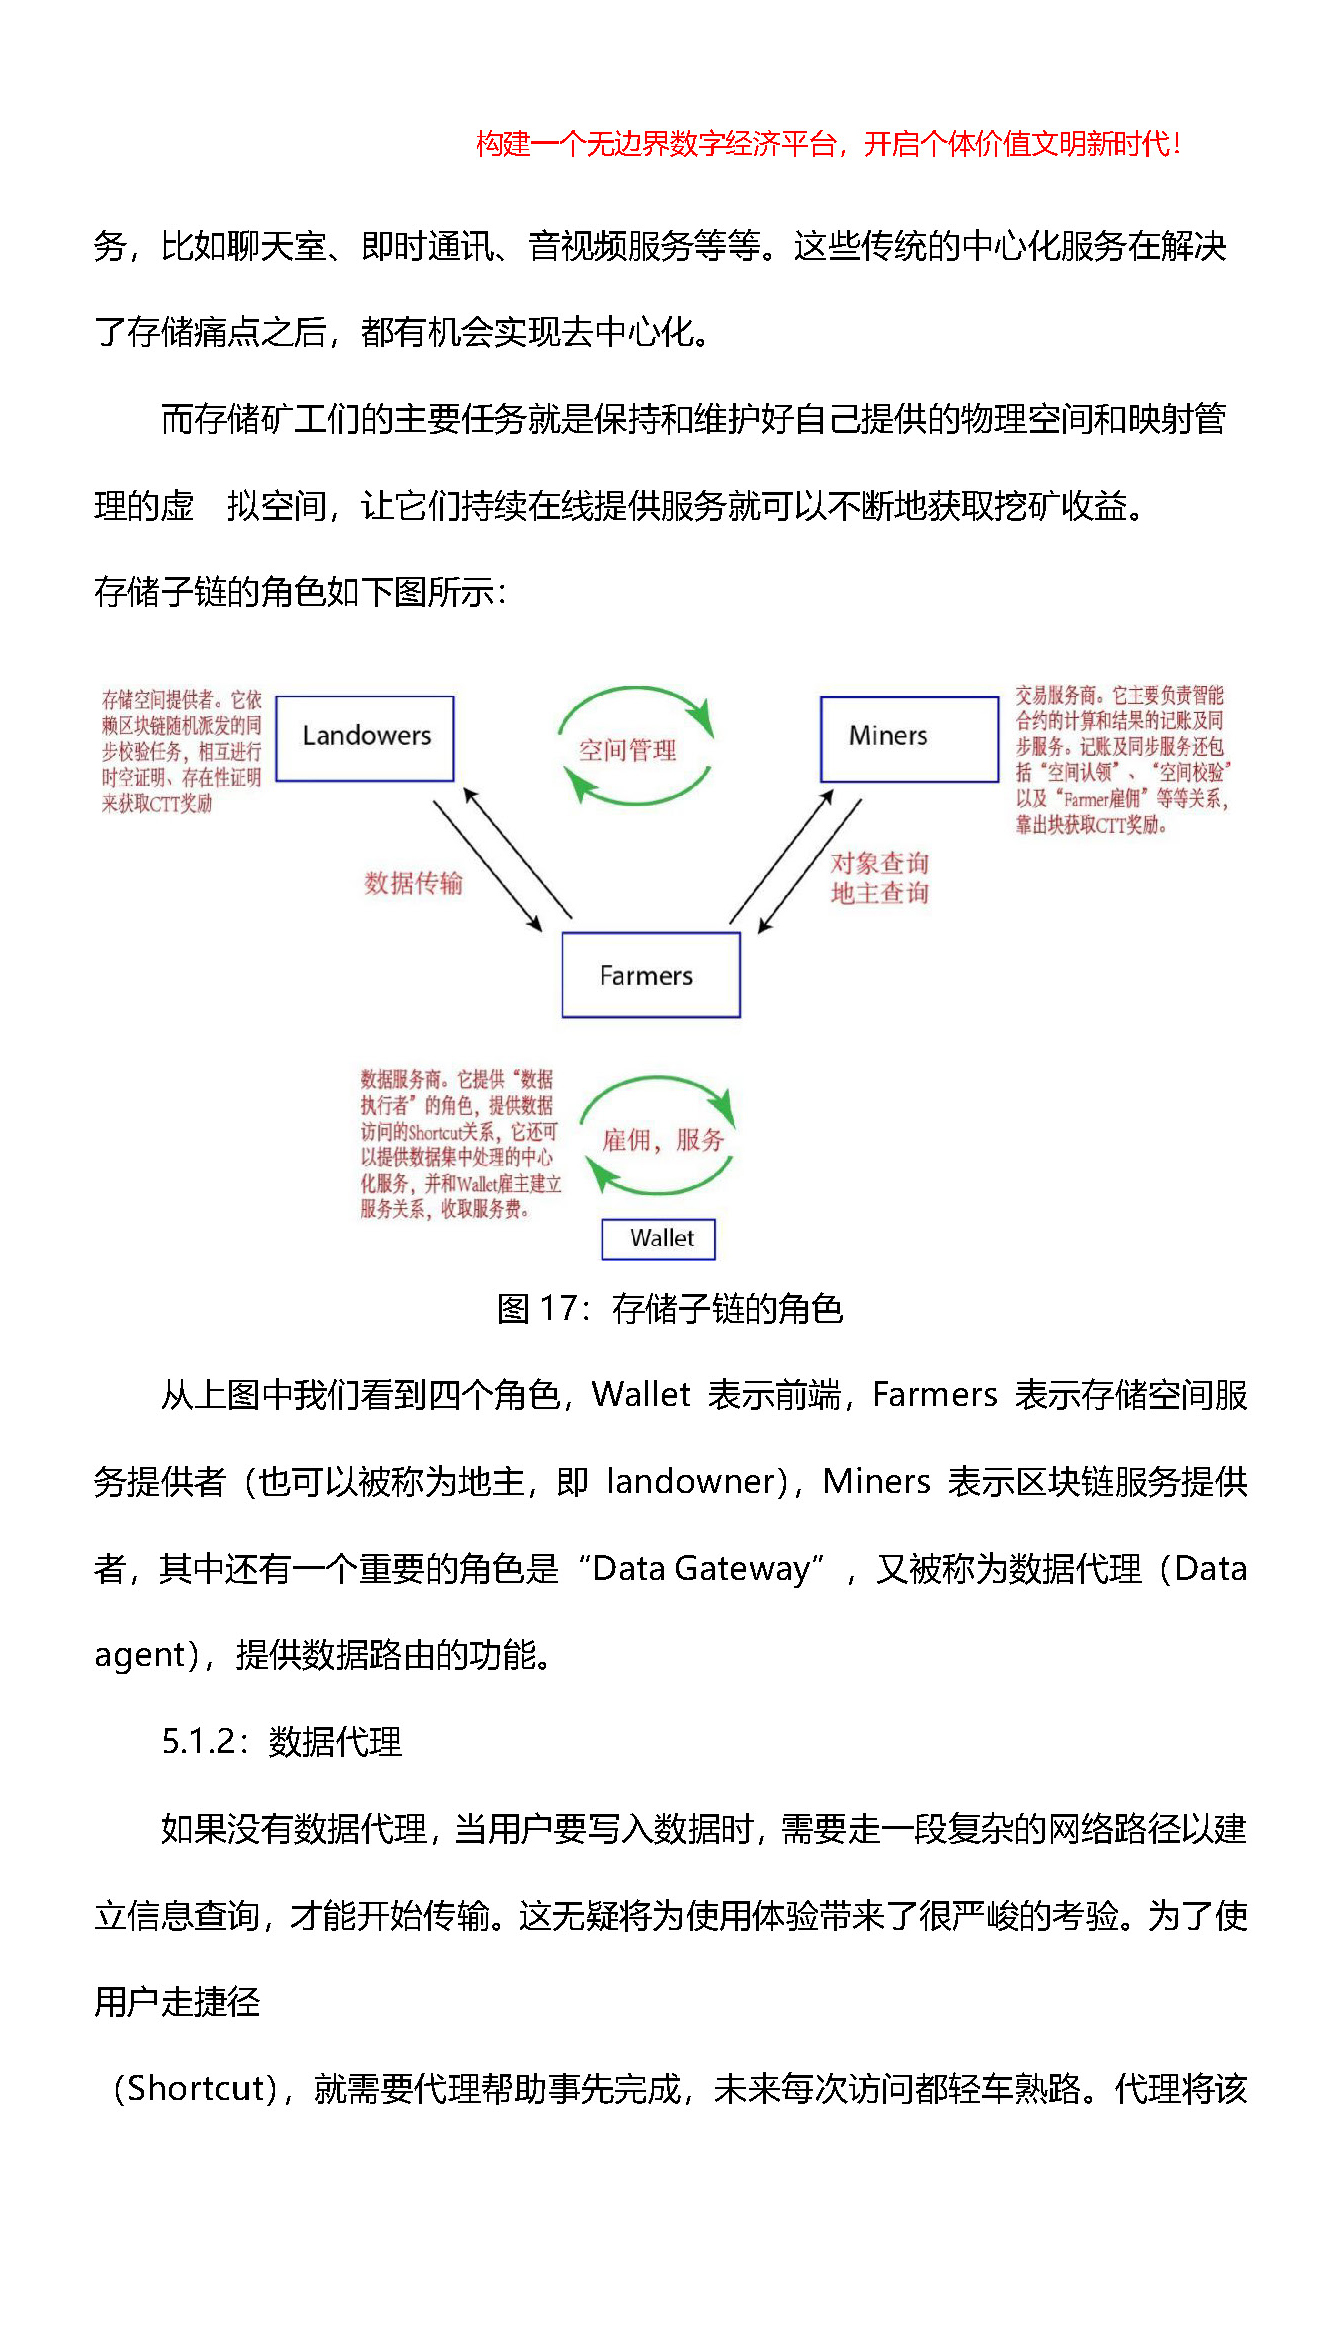 构建一个无边界数字经济平台，开启个体价值文明新时代！
务，比如聊天室、即时通讯、音视频服务等等。这些传统的中心化服务在解决
了存储痛点之后，都有机会实现去中心化。
而存储矿工们的主要任务就是保持和维护好自己提供的物理空间和映射管
理的虚 拟空间，让它们持续在线提供服务就可以不断地获取挖矿收益。
存储子链的角色如下图所示：
存储空间提供者。它依
赖区块链随机派发的同
步校验任务，相互进行
时空证明、存在性证明
来获取CTT奖励
Landowers
空间管理
Miners
交易服务商。它主要负责智能
合约的计算和结果的记账及同
步服务。记账及同步服务还包
括“空间认领”、“空间校验”
以及“Farmer雇佣”等等关系，
靠出块获取CTT奖励。
数据传输
对象查询
地主查询
Farmers
数据服务商。它提供“数据
执行者”的角色，提供数据
访问的Shortcut关系，它还可
以提供数据集中处理的中心
化服务，并和Wallet雇主建立
服务关系，收取服务费。
雇佣，服务
Wallet
图 17：存储子链的角色
从上图中我们看到四个角色，Wallet 表示前端，Farmers 表示存储空间服
务提供者（也可以被称为地主，即 landowner），Miners 表示区块链服务提供
者，其中还有一个重要的角色是“Data Gateway”，又被称为数据代理（Data
agent），提供数据路由的功能。
5.1.2：数据代理
如果没有数据代理，当用户要写入数据时，需要走一段复杂的网络路径以建
立信息查询，才能开始传输。这无疑将为使用体验带来了很严峻的考验。为了使
用户走捷径
（Shortcut），就需要代理帮助事先完成，未来每次访问都轻车熟路。代理将该